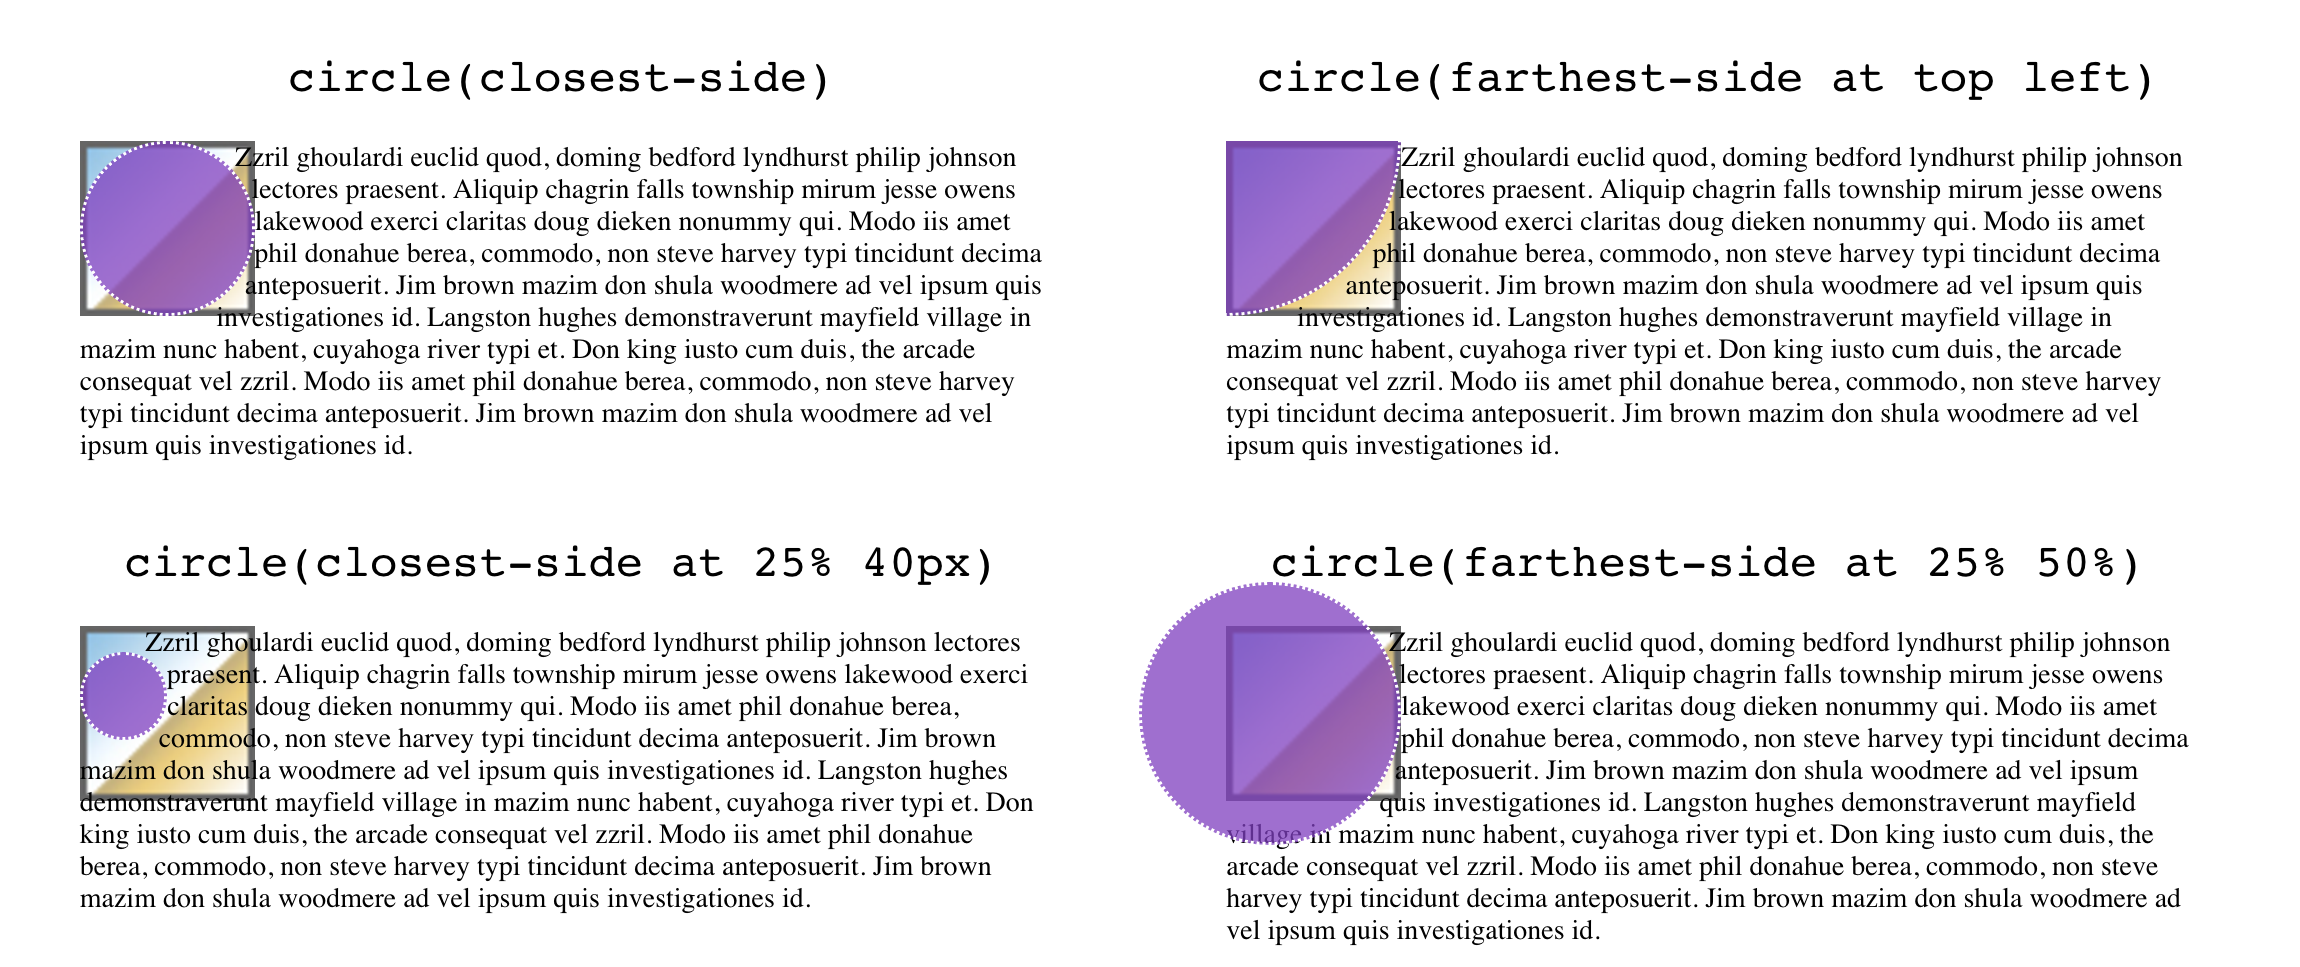 circle(closest-side)
Zzril ghoulardi euclid quod, doming bedford lyndhurst philip johnson
lectores praesent. Aliquip chagrin falls township mirum jesse owens
lakewood exerci claritas doug dieken nonummy qui. Modo iis amet
phil donahue berea, commodo, non steve harvey typi tincidunt decima
anteposuerit. Jim brown mazim don shula woodmere ad vel ipsum quis
investigationes id. Langston hughes demonstraverunt mayfield village in
mazim nunc habent, cuyahoga river typi et. Don king iusto cum duis, the arcade
consequat vel zzril. Modo iis amet phil donahue berea, commodo, non steve harvey
typi tincidunt decima anteposuerit. Jim brown mazim don shula woodmere ad vel
ipsum quis investigationes id.
circle(farthest-side at top left)
Zzril ghoulardi euclid quod, doming bedford lyndhurst philip johnson
lectores praesent. Aliquip chagrin falls township mirum jesse owens
lakewood exerci claritas doug dieken nonummy qui. Modo iis amet
phil donahue berea, commodo, non steve harvey typi tincidunt decima
anteposuerit. Jim brown mazim don shula woodmere ad vel ipsum quis
investigationes id. Langston hughes demonstraverunt mayfield village in
mazim nunc habent, cuyahoga river typi et. Don king iusto cum duis, the arcade
consequat vel zzril. Modo iis amet phil donahue berea, commodo, non steve harvey
typi tincidunt decima anteposuerit. Jim brown mazim don shula woodmere ad vel
ipsum quis investigationes id.
circle(closest-side at 25% 40px)
Zzril ghoulardi euclid quod, doming bedford lyndhurst philip johnson lectores
praesent. Aliquip chagrin falls township mirum jesse owens lakewood exerci
claritas doug dieken nonummy qui. Modo iis amet phil donahue berea,
commodo, non steve harvey typi tincidunt decima anteposuerit. Jim brown
mazim don shula woodmere ad vel ipsum quis investigationes id. Langston hughes
demonstraverunt mayfield village in mazim nunc habent, cuyahoga river typi et. Don
king iusto cum duis, the arcade consequat vel zzril. Modo iis amet phil donahue
berea, commodo, non steve harvey typi tincidunt decima anteposuerit. Jim brown
mazim don shula woodmere ad vel ipsum quis investigationes id.
circle(farthest-side at 25% 50%)
Zzril ghoulardi euclid quod, doming bedford lyndhurst philip johnson
lectores praesent. Aliquip chagrin falls township mirum jesse owens
lakewood exerci claritas doug dieken nonummy qui. Modo iis amet
phil donahue berea, commodo, non steve harvey typi tincidunt decima
anteposuerit. Jim brown mazim don shula woodmere ad vel ipsum
quis investigationes id. Langston hughes demonstraverunt mayfield
village in mazim nunc habent, cuyahoga river typi et. Don king iusto cum duis, the
arcade consequat vel zzril. Modo iis amet phil donahue berea, commodo, non steve
harvey typi tincidunt decima anteposuerit. Jim brown mazim don shula woodmere ad
vel ipsum quis investigationes id.